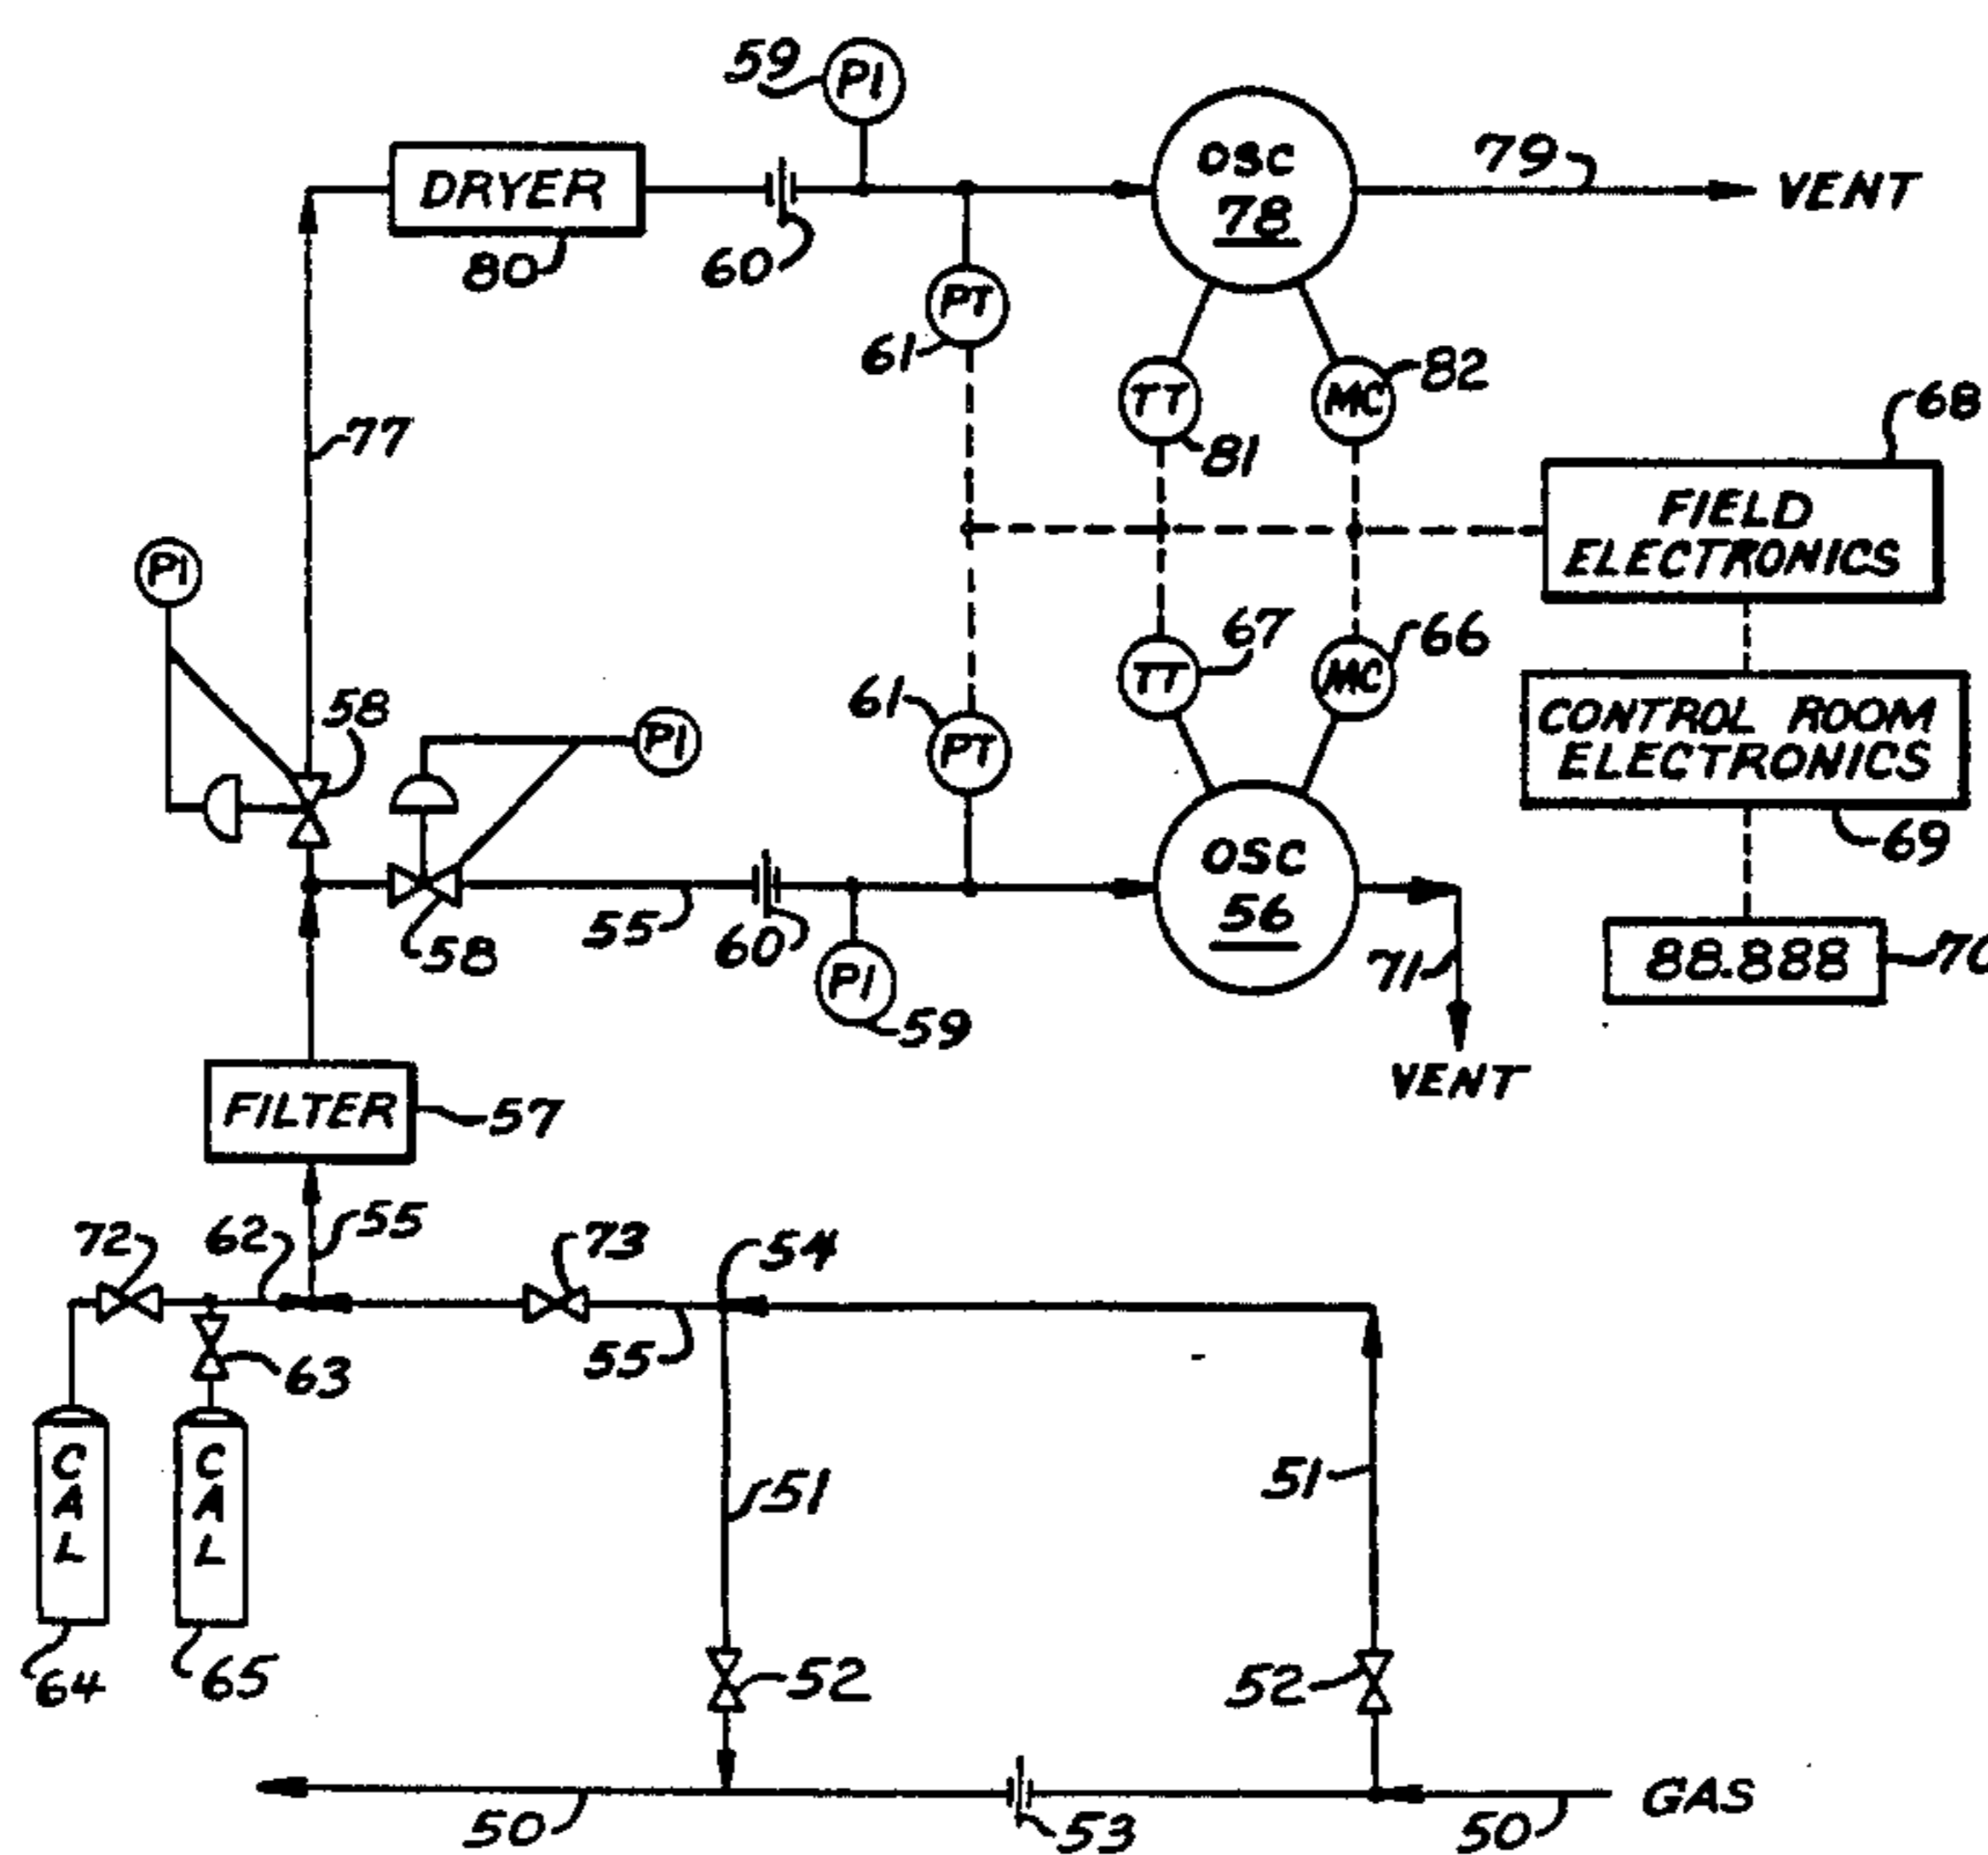 59
PI
OSC
78
79
VENT
DRYER
80
60
PT
61
TT
81
MC
82
68
77
FIELD
ELECTRONICS
PI
67
TT
66
MC
58
PI
61
PT
CONTROL ROOM
ELECTRONICS
69
58
55
60
OSC
56
PI
59
71
VENT
88.888
70
FILTER
57
72
62
55
73
54
63
55
CAL
CAL
51
51
64
65
52
52
50
53
50
GAS